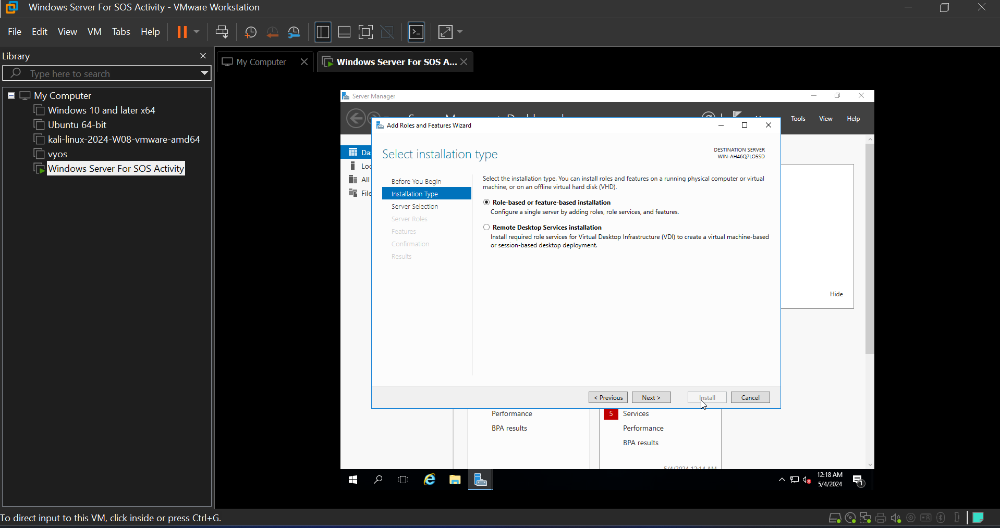 Windows Server For SOS Activity - VMware Workstation
File Edit View VM Tabs Help
Library
Type here to search
My Computer
Windows 10 and later x64
Ubuntu 64-bit
kali-linux-2024-W08-vmware-amd64
vyos
Windows Server For SOS Activity
My Computer
Windows Server For SOS A...
Server Manager
Tools View Help
Add Roles and Features Wizard
Select installation type
DESTINATION SERVER
WIN-AH46Q7LO5SD
Before You Begin
Installation Type
Server Selection
Server Roles
Features
Confirmation
Results
Select the installation type. You can install roles and features on a running physical computer or virtual
machine, or on an offline virtual hard disk (VHD).
Role-based or feature-based installation
Configure a single server by adding roles, role services, and features.
Remote Desktop Services installation
Install required role services for Virtual Desktop Infrastructure (VDI) to create a virtual machine-based
or session-based desktop deployment.
Das
Loc
All
File
Hide
< Previous Next > Install Cancel
Performance
BPA results
5 Services
Performance
BPA results
5/4/2024 12:14 AM
12:18 AM
5/4/2024
1
To direct input to this VM, click inside or press Ctrl+G.